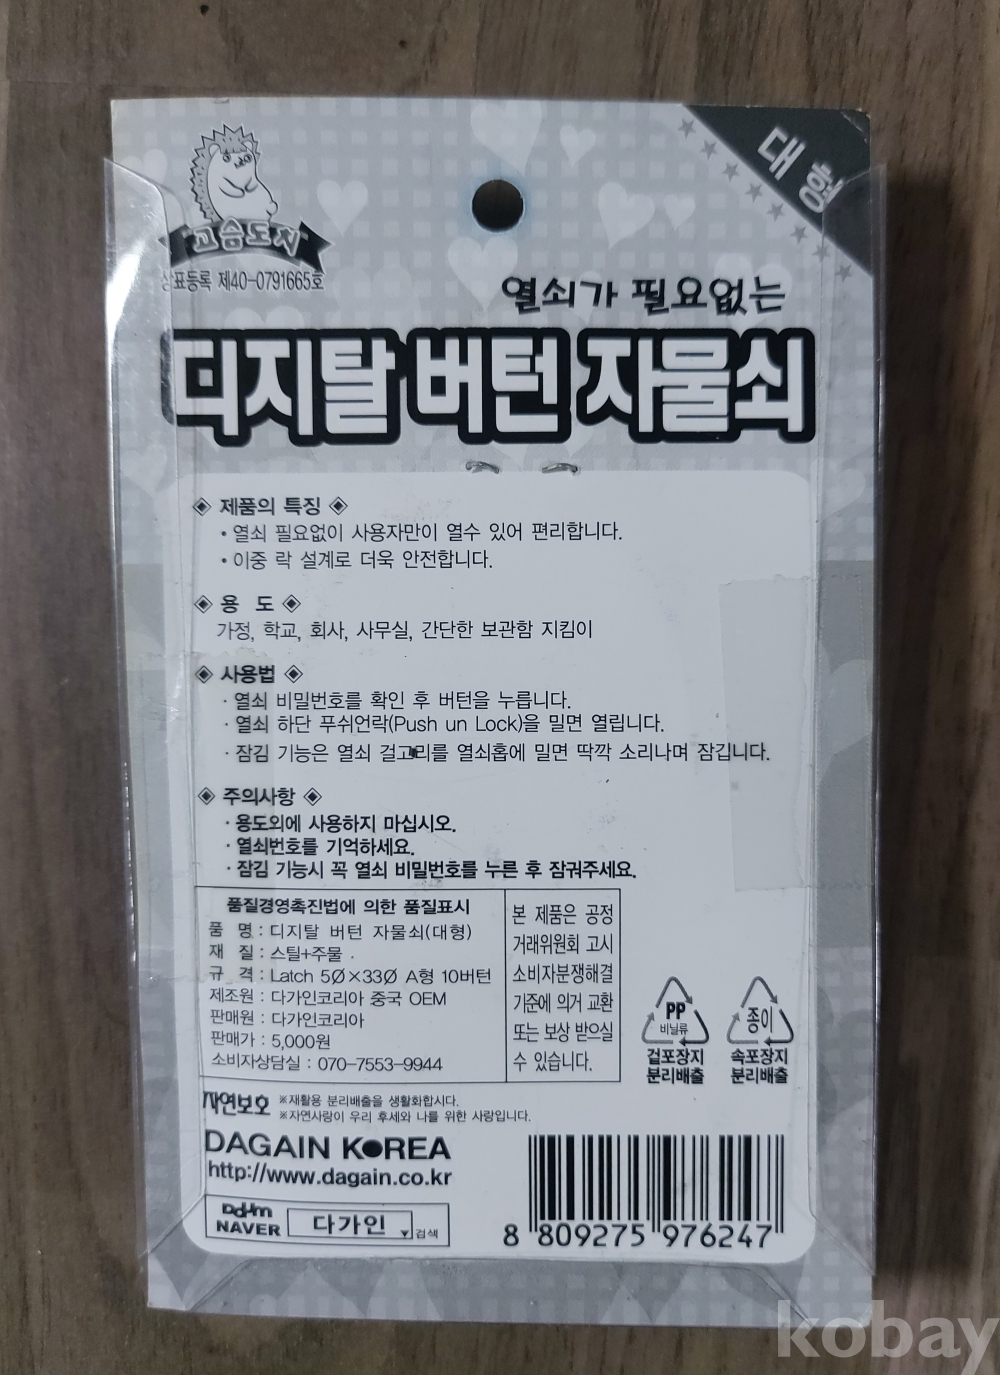 대형
고슴도치
상표등록 제40-0791665호
열쇠가 필요없는
디지탈 버턴 자물쇠
◈ 제품의 특징 ◈
• 열쇠 필요없이 사용자만이 열수 있어 편리합니다.
• 이중 락 설계로 더욱 안전합니다.
◈ 용 도 ◈
가정, 학교, 회사, 사무실, 간단한 보관함 지킴이
◈ 사용법 ◈
· 열쇠 비밀번호를 확인 후 버턴을 누릅니다.
· 열쇠 하단 푸쉬언락(Push un Lock)을 밀면 열립니다.
· 잠김 기능은 열쇠 걸고리를 열쇠홉에 밀면 딱깍 소리나며 잠깁니다.
◈ 주의사항 ◈
· 용도외에 사용하지 마십시오.
· 열쇠번호를 기억하세요.
· 잠김 기능시 꼭 열쇠 비밀번호를 누른 후 잠궈주세요.
품질경영촉진법에 의한 품질표시
품 명 : 디지탈 버턴 자물쇠(대형)
재 질 : 스틸+주물
규 격 : Latch 5Ø×33Ø A형 10버턴
제조원 : 다가인코리아 중국 OEM
판매원 : 다가인코리아
판매가 : 5,000원
소비자상담실 : 070-7553-9944
본 제품은 공정
거래위원회 고시
소비자분쟁해결
기준에 의거 교환
또는 보상 받으실
수 있습니다.
PP
비닐류
겉포장지
분리배출
종이
속포장지
분리배출
자연보호
※재활용 분리배출을 생활화합시다.
※자연사랑이 우리 후세와 나를 위한 사랑입니다.
DAGAIN KOREA
http://www.dagain.co.kr
Daum
NAVER
다가인
검색
8 809275 976247
kobay